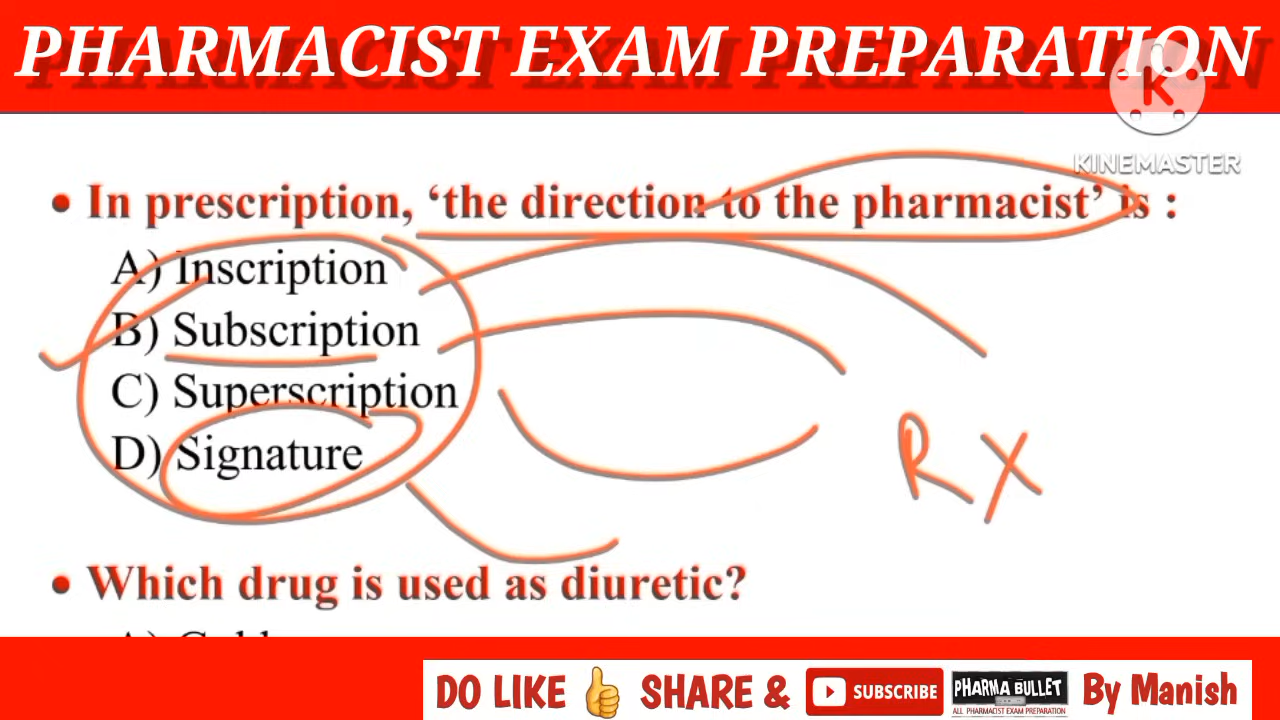 PHARMACIST EXAM PREPARATION
K
KINEMASTER
• In prescription, ‘the direction to the pharmacist’ is :
A) Inscription
B) Subscription
C) Superscription
D) Signature
RX
• Which drug is used as diuretic?
DO LIKE 👍 SHARE & SUBSCRIBE PHARMA BULLET By Manish
ALL PHARMACIST EXAM PREPARATION